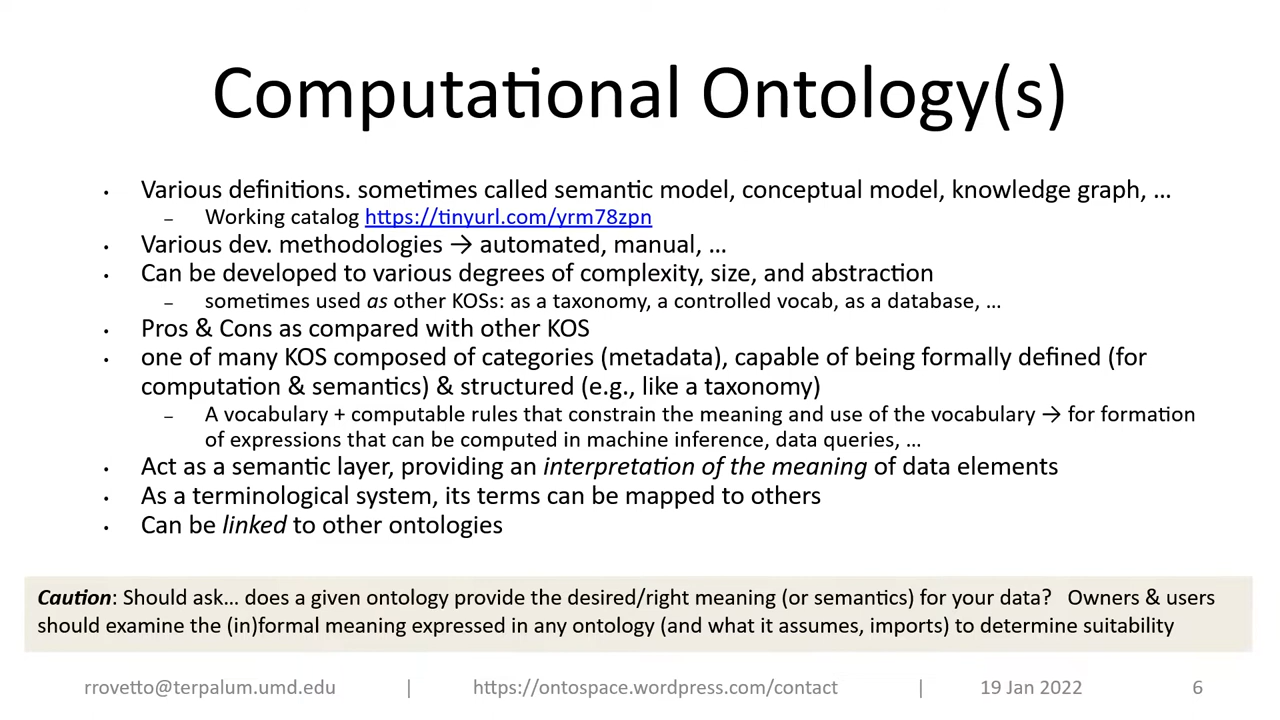 Computational Ontology(s)
• Various definitions. sometimes called semantic model, conceptual model, knowledge graph, …
– Working catalog https://tinyurl.com/yrm78zpn
• Various dev. methodologies → automated, manual, …
• Can be developed to various degrees of complexity, size, and abstraction
– sometimes used as other KOSs: as a taxonomy, a controlled vocab, as a database, …
• Pros & Cons as compared with other KOS
• one of many KOS composed of categories (metadata), capable of being formally defined (for
computation & semantics) & structured (e.g., like a taxonomy)
– A vocabulary + computable rules that constrain the meaning and use of the vocabulary → for formation
of expressions that can be computed in machine inference, data queries, …
• Act as a semantic layer, providing an interpretation of the meaning of data elements
• As a terminological system, its terms can be mapped to others
• Can be linked to other ontologies
Caution: Should ask… does a given ontology provide the desired/right meaning (or semantics) for your data? Owners & users
should examine the (in)formal meaning expressed in any ontology (and what it assumes, imports) to determine suitability
rrovetto@terpalum.umd.edu | https://ontospace.wordpress.com/contact | 19 Jan 2022 6